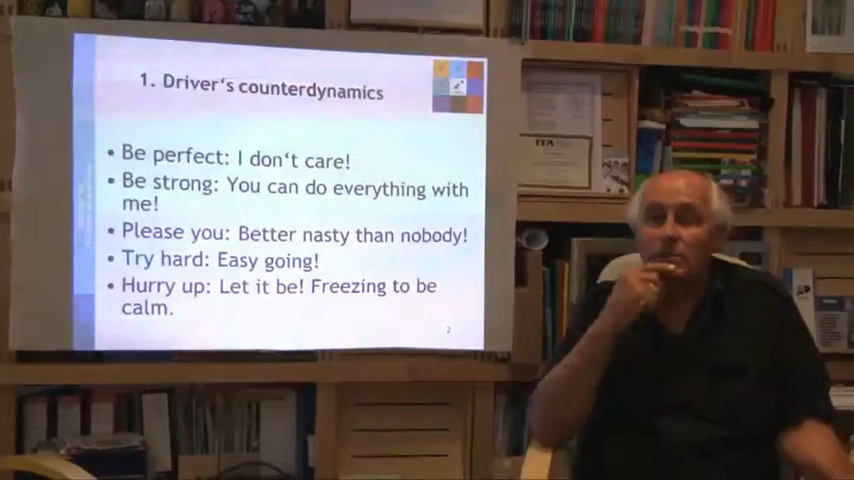 1. Driver's counterdynamics
• Be perfect: I don't care!
• Be strong: You can do everything with
me!
• Please you: Better nasty than nobody!
• Try hard: Easy going!
• Hurry up: Let it be! Freezing to be
calm.
2
ITA